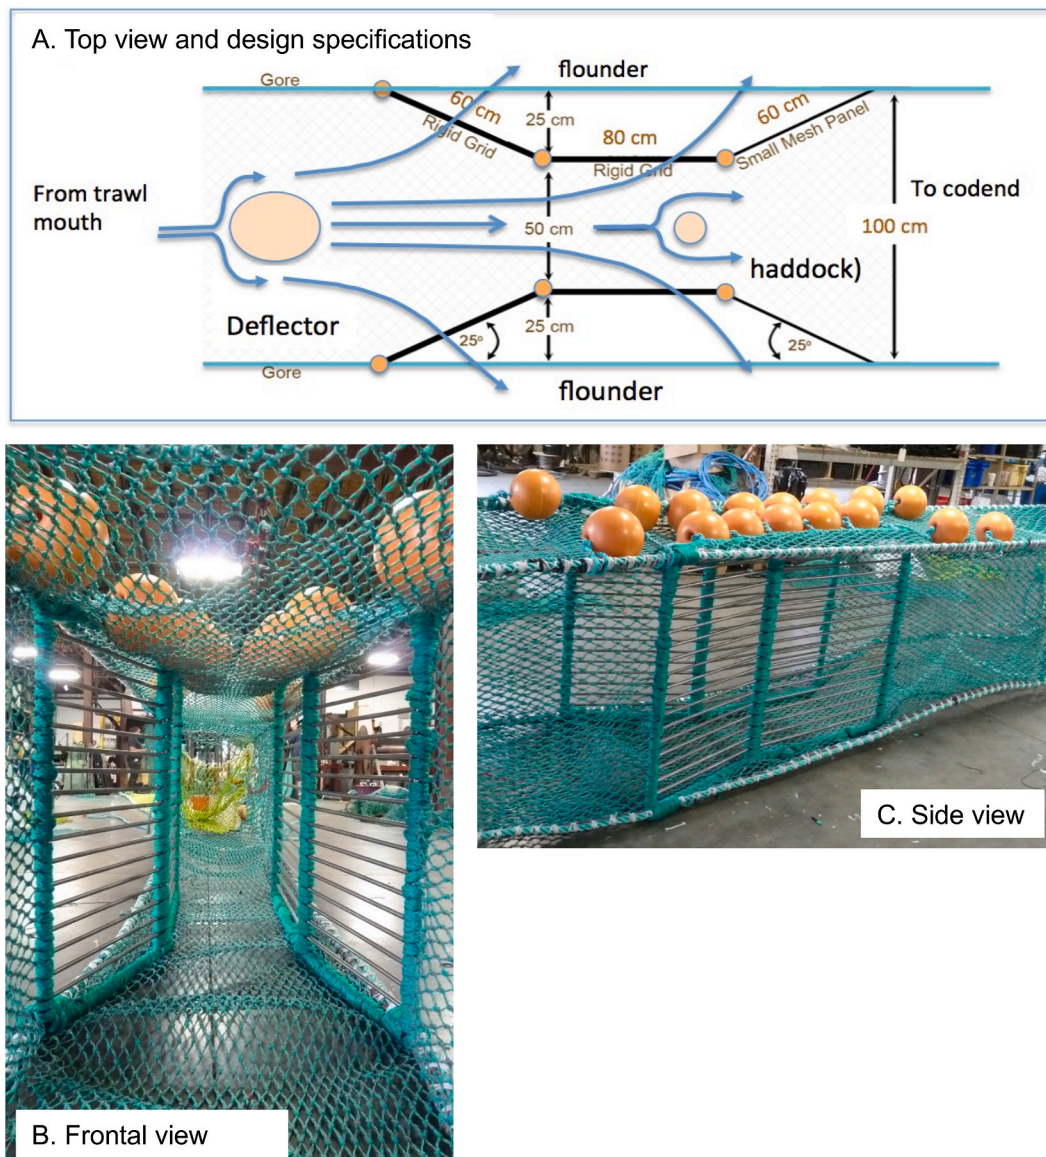 A. Top view and design specifications
flounder
Gore
60 cm
Rigid Grid
25 cm
80 cm
Rigid Grid
60 cm
Small Mesh Panel
From trawl
mouth
To codend
50 cm
100 cm
haddock)
Deflector
25°
25 cm
25°
Gore
flounder
B. Frontal view
C. Side view